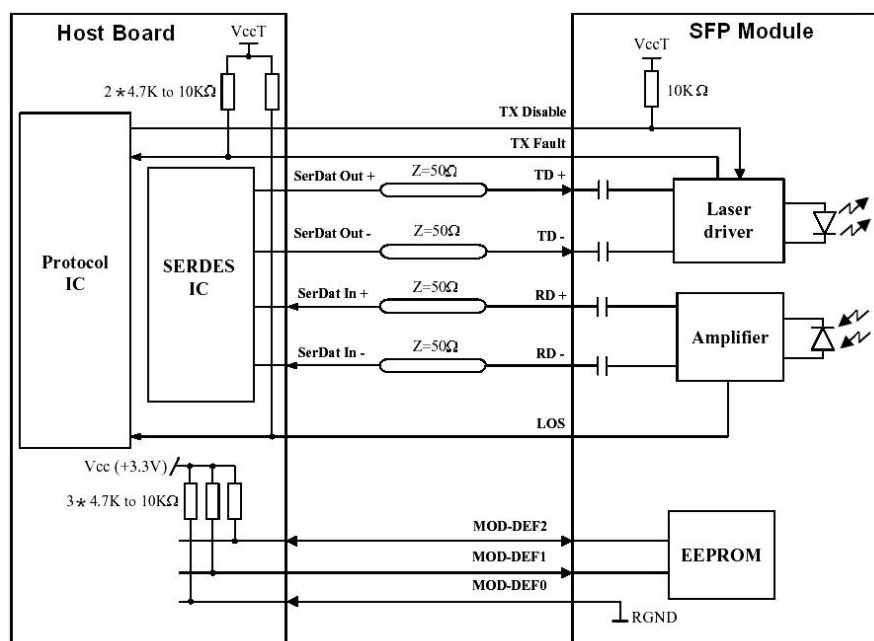 Host Board
SFP Module
VccT
VccT
2*4.7K to 10KΩ
10KΩ
TX Disable
TX Fault
SerDat Out +
Z=50Ω
TD +
SerDat Out -
Z=50Ω
TD -
Laser
driver
Protocol
IC
SERDES
IC
SerDat In +
Z=50Ω
RD +
SerDat In -
Z=50Ω
RD -
Amplifier
LOS
Vcc (+3.3V)
3*4.7K to 10KΩ
MOD-DEF2
MOD-DEF1
MOD-DEF0
EEPROM
RGND